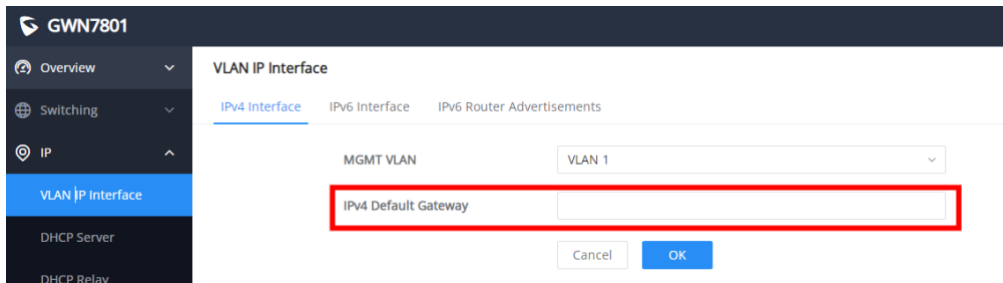 GWN7801
Overview
VLAN IP Interface
IPv4 Interface IPv6 Interface IPv6 Router Advertisements
Switching
IP
MGMT VLAN VLAN 1
VLAN IP Interface
IPv4 Default Gateway
DHCP Server
Cancel OK
DHCP Relay